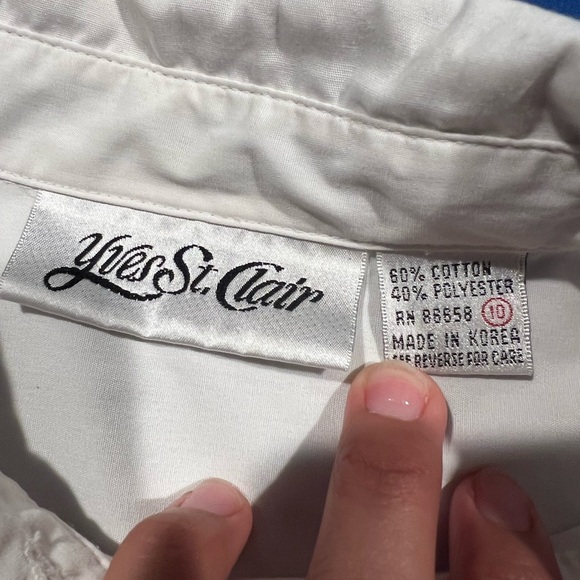 Yves St. Clair
60% COTTON
40% POLYESTER
RN 86658 10
MADE IN KOREA
SEE REVERSE FOR CARE